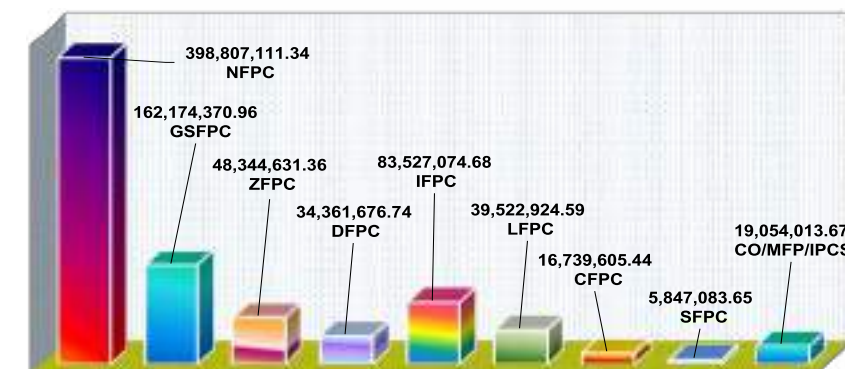 398,807,111.34
NFPC
162,174,370.96
GSFPC
48,344,631.36
ZFPC
34,361,676.74
DFPC
83,527,074.68
IFPC
39,522,924.59
LFPC
16,739,605.44
CFPC
5,847,083.65
SFPC
19,054,013.67
CO/MFP/IPCS